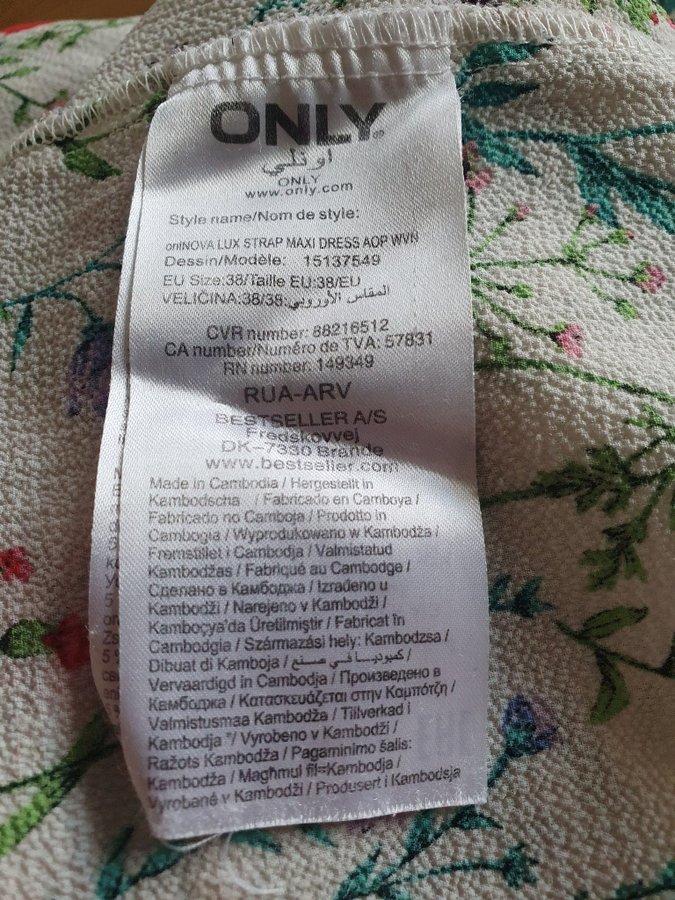 ONLY
اونلي
ONLY
www.only.com
Style name/Nom de style:
onlNOVA LUX STRAP MAXI DRESS AOP WVN
Dessin/Modèle: 15137549
EU Size:38/Taille EU:38/EU
VELIČINA:38/38:المقاس الأوروبي
CVR number: 88216512
CA number/Numéro de TVA: 57831
RN number: 149349
RUA-ARV
BESTSELLER A/S
Fredskovvej
DK-7330 Brande
www.bestseller.com
Made in Cambodia / Hergestellt in
Kambodscha / Fabricado en Camboya /
Fabricado no Camboja / Prodotto in
Cambogia / Wyprodukowano w Kambodża /
Fremstillet i Cambodja / Valmistatud
Kambodžas / Fabriqué au Cambodge /
Сделано в Камбоджа / Izrađeno u
Kambodži / Narejeno v Kambodži /
Kamboçya'da Üretilmiştir / Fabricat în
Cambodgia / Származási hely: Kambodzsa /
Dibuat di Kamboja / كمبوديا في صنع /
Vervaardigd in Cambodja / Произведено в
Камбоджа / Κατασκευάζεται στην Καμπότζη /
Valmistusmaa Kambodža / Tillverkad i
Kambodja */ Vyrobeno v Kambodži /
Ražots Kambodža / Pagaminimo šalis:
Kambodža / Magħmul fil=Kambodja /
Vyrobané v Kambodži / Produsert i Kambodsja